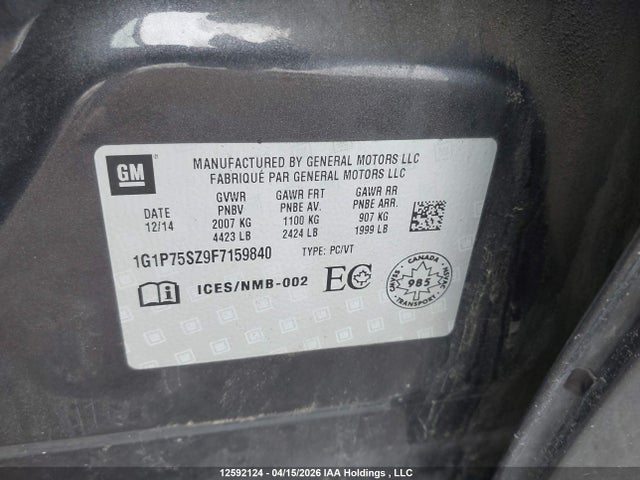 GM
MANUFACTURED BY GENERAL MOTORS LLC
FABRIQUÉ PAR GENERAL MOTORS LLC
GVWR GAWR FRT GAWR RR
DATE PNBV PNBE AV. PNBE ARR.
12/14 2007 KG 1100 KG 907 KG
4423 LB 2424 LB 1999 LB
1G1P75SZ9F7159840 TYPE: PC/VT
ICES/NMB-002 EC
CANADA
CMVSS 985 NSVAC
TRANSPORT
12592124 - 04/15/2026 IAA Holdings , LLC